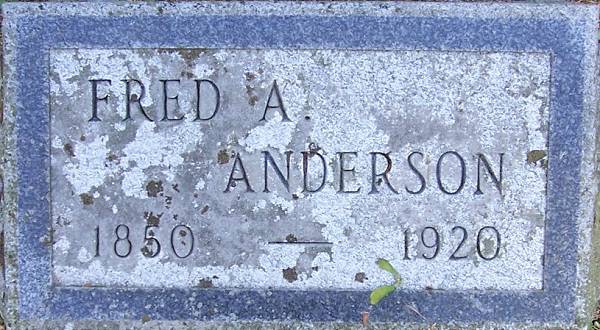 FRED A.
ANDERSON
1850 — 1920